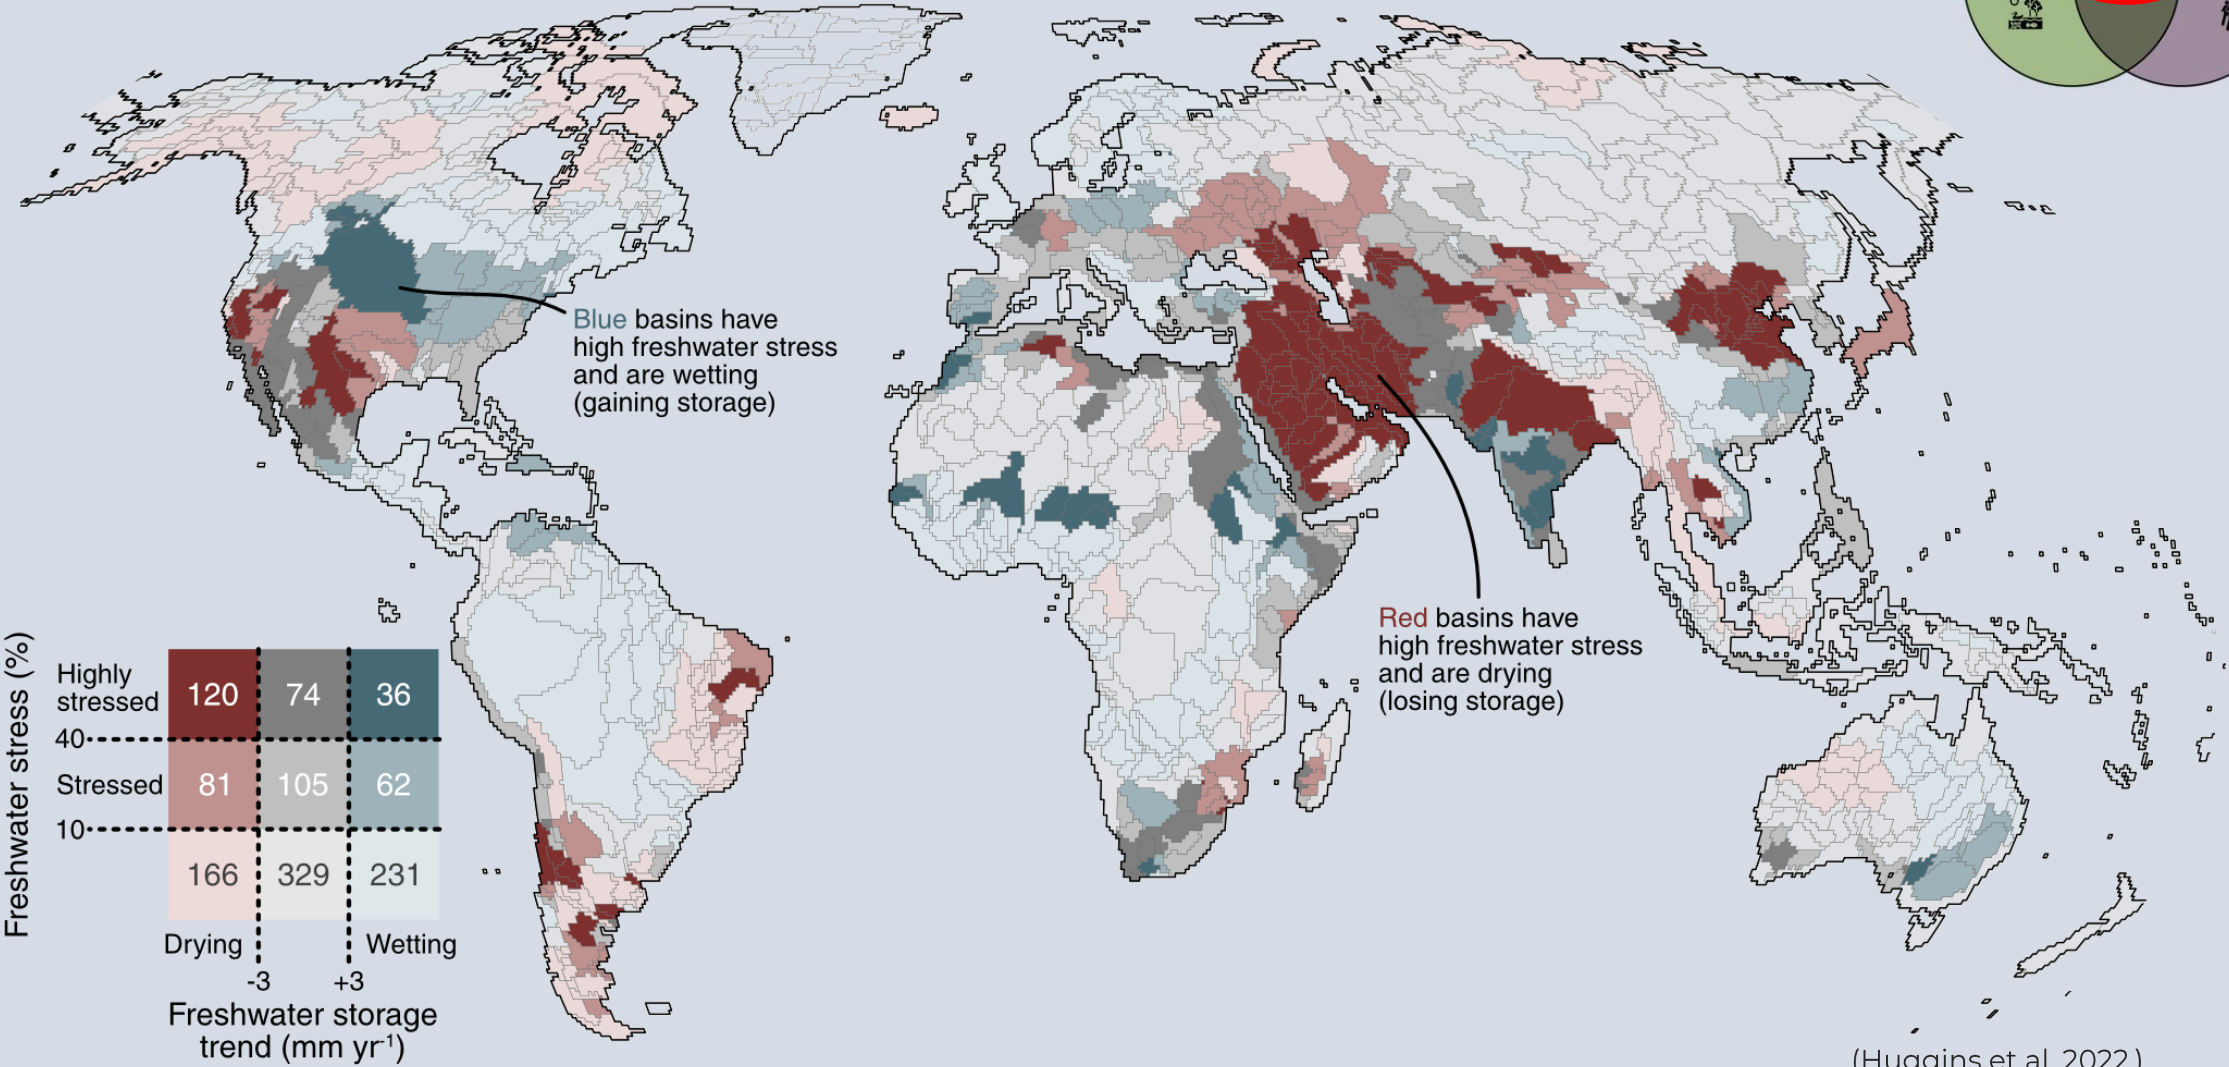 Blue basins have
high freshwater stress
and are wetting
(gaining storage)
Red basins have
high freshwater stress
and are drying
(losing storage)
Freshwater stress (%)
Highly
stressed
120
74
36
40
Stressed
81
105
62
10
166
329
231
Drying
Wetting
-3
+3
Freshwater storage
trend (mm yr⁻¹)
(Huggins et al. 2022)